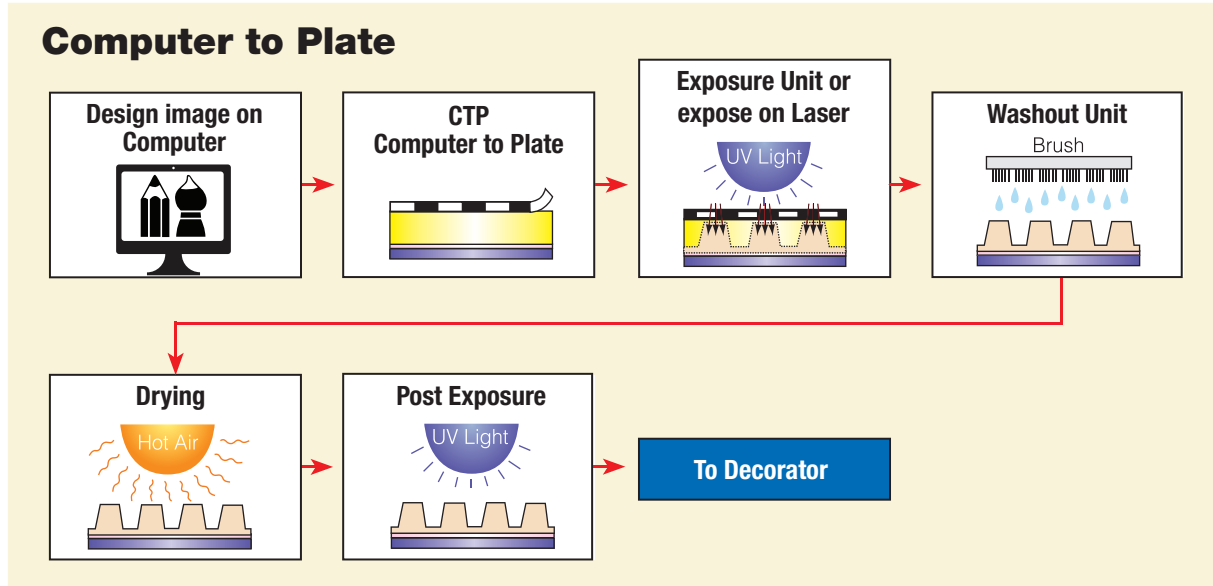 Computer to Plate
Design image on
Computer
CTP
Computer to Plate
Exposure Unit or
expose on Laser
UV Light
Washout Unit
Brush
Drying
Hot Air
Post Exposure
UV Light
To Decorator